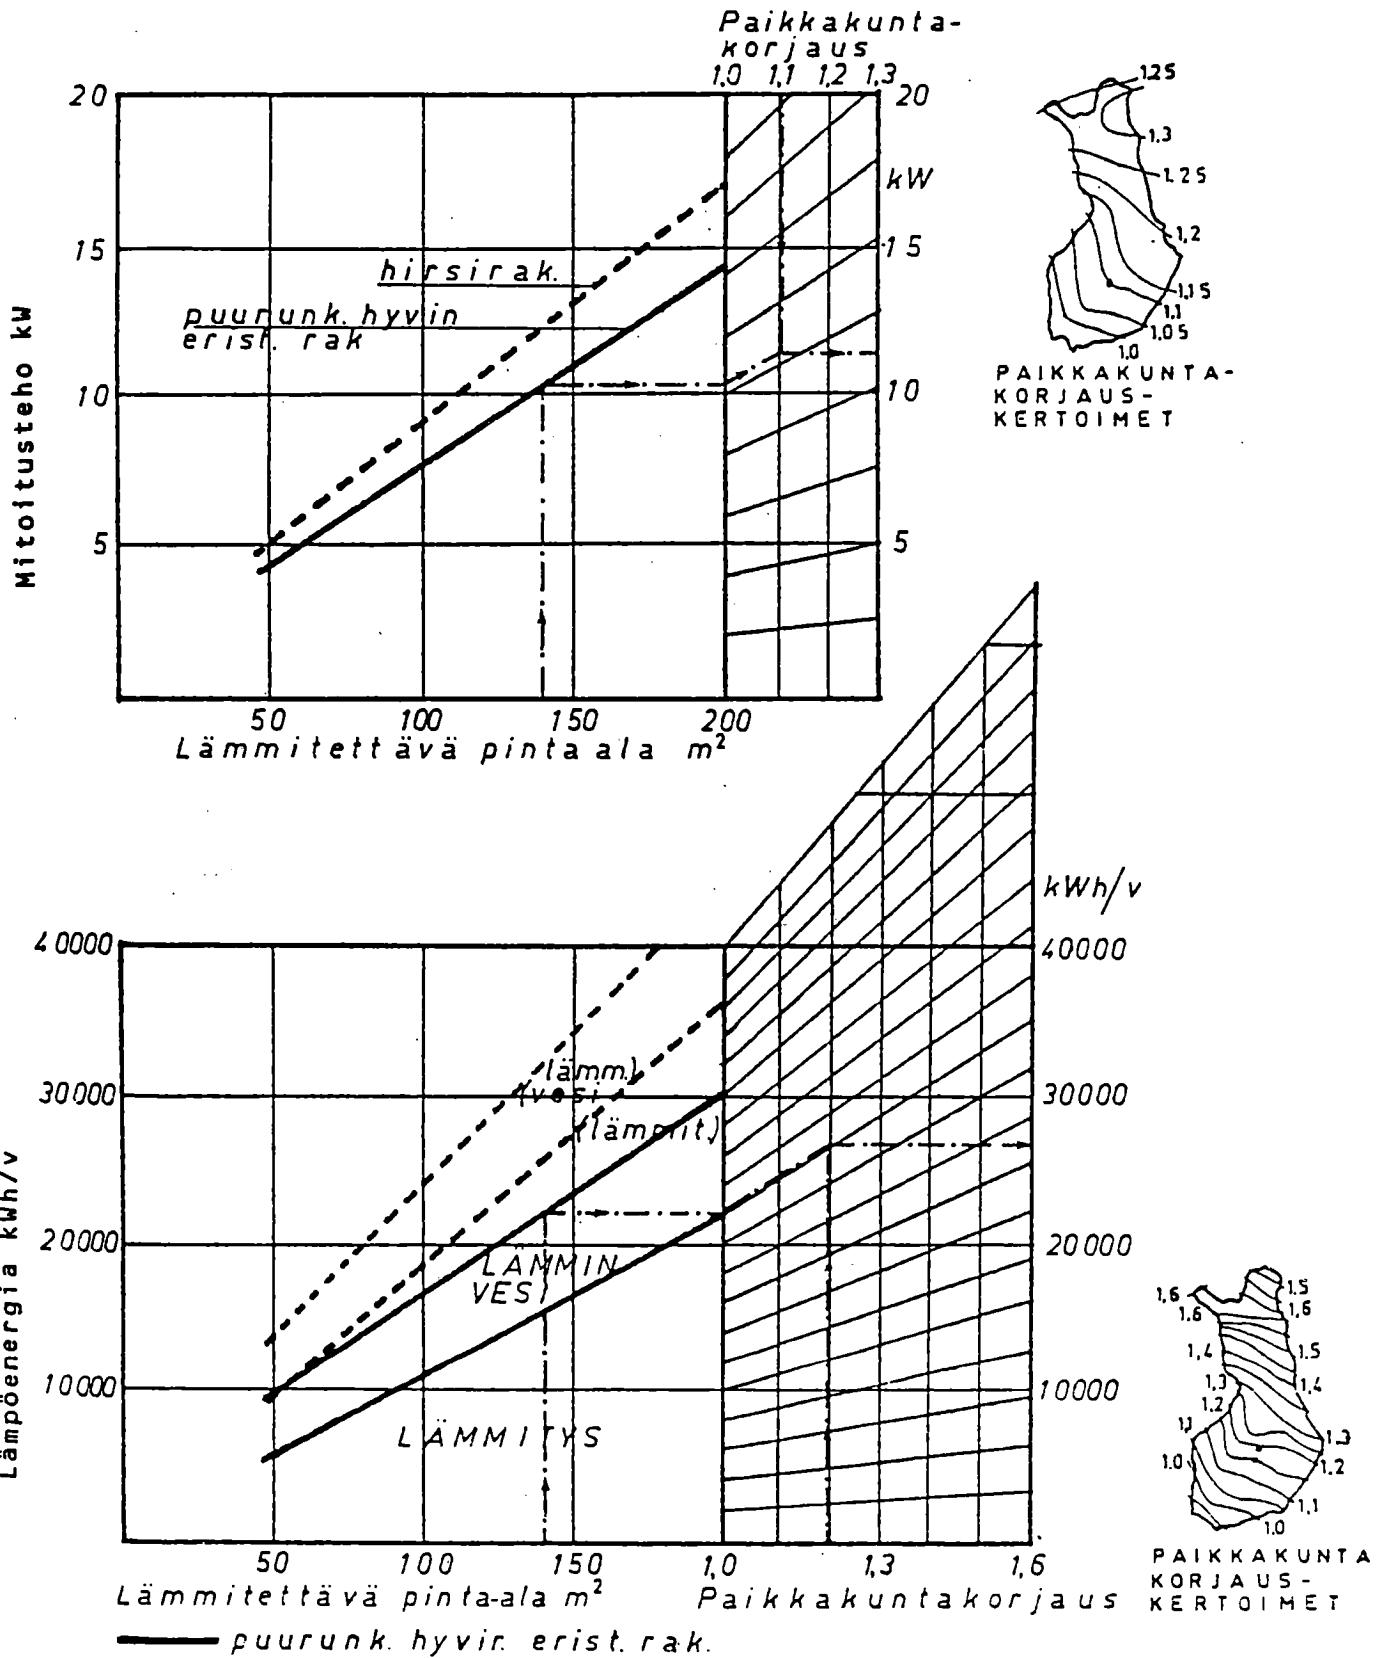 Paikkakunta-
korjaus
1,0 1,1 1,2 1,3
20
20
kW
15
15
hirsirak.
puurunk. hyvin
erist. rak
10
10
5
5
Mitoitusteho kW
50 100 150 200
Lämmitettävä pinta ala m²
1.25
1,3
1.25
1,2
1,15
1,1
1,05
1.0
PAIKKAKUNTA-
KORJAUS-
KERTOIMET
kWh/v
40000
40000
lämm.)
(vesi
30000
30000
(lämmit.)
20000
20000
LÄMMIN
VESI
10000
10000
LÄMMITYS
Lämpöenergia kWh/v
50 100 150 1,0 1,3 1,6
Lämmitettävä pinta-ala m² Paikkakuntakorjaus
puurunk. hyvir. erist. rak.
1,6
1.5
1.6
1,6
1,4
1.5
1,3
1.4
1.2
1,1
1.3
1.0
1.2
1,1
1.0
PAIKKAKUNTA
KORJAUS-
KERTOIMET